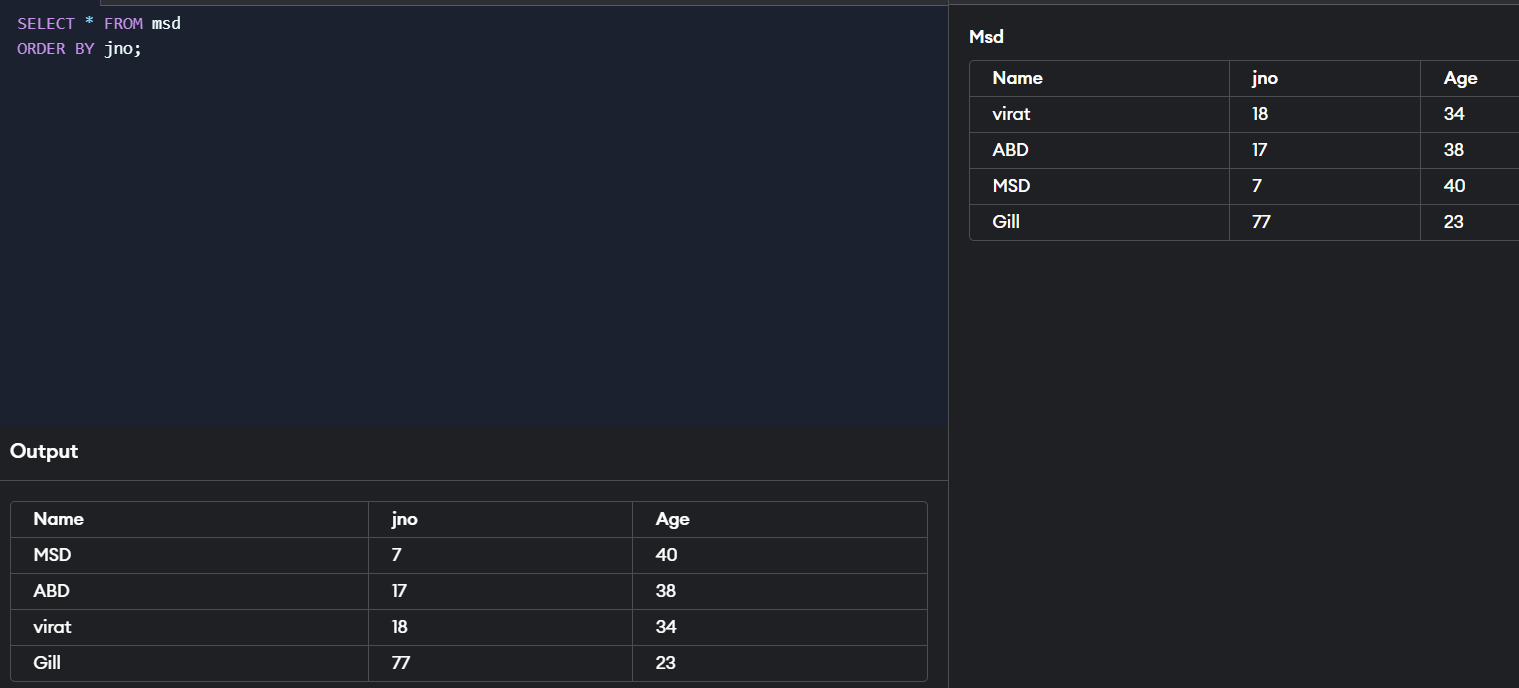 SELECT * FROM msd
ORDER BY jno;
Output
Name jno Age
MSD 7 40
ABD 17 38
virat 18 34
Gill 77 23
Msd
Name jno Age
virat 18 34
ABD 17 38
MSD 7 40
Gill 77 23